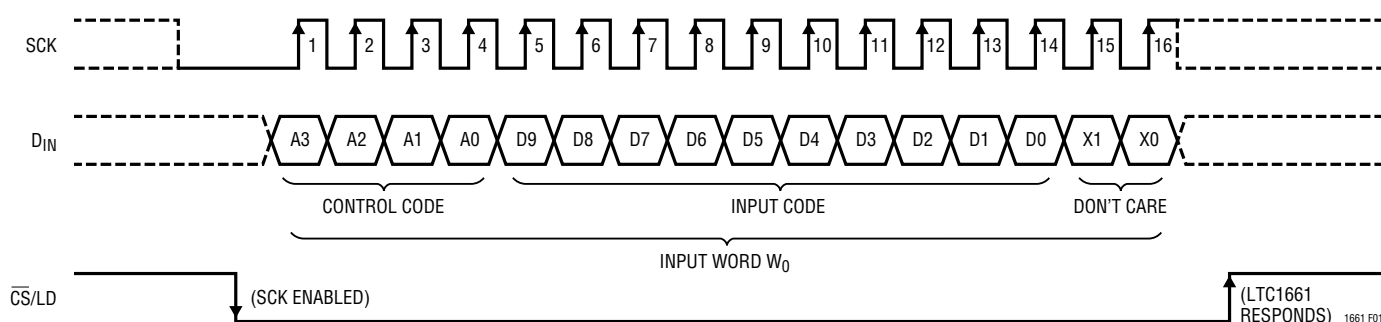 SCK 1 2 3 4 5 6 7 8 9 10 11 12 13 14 15 16
DIN A3 A2 A1 A0 D9 D8 D7 D6 D5 D4 D3 D2 D1 D0 X1 X0
CONTROL CODE INPUT CODE DON'T CARE
INPUT WORD W0
CS/LD (SCK ENABLED) (LTC1661
RESPONDS) 1661 F01